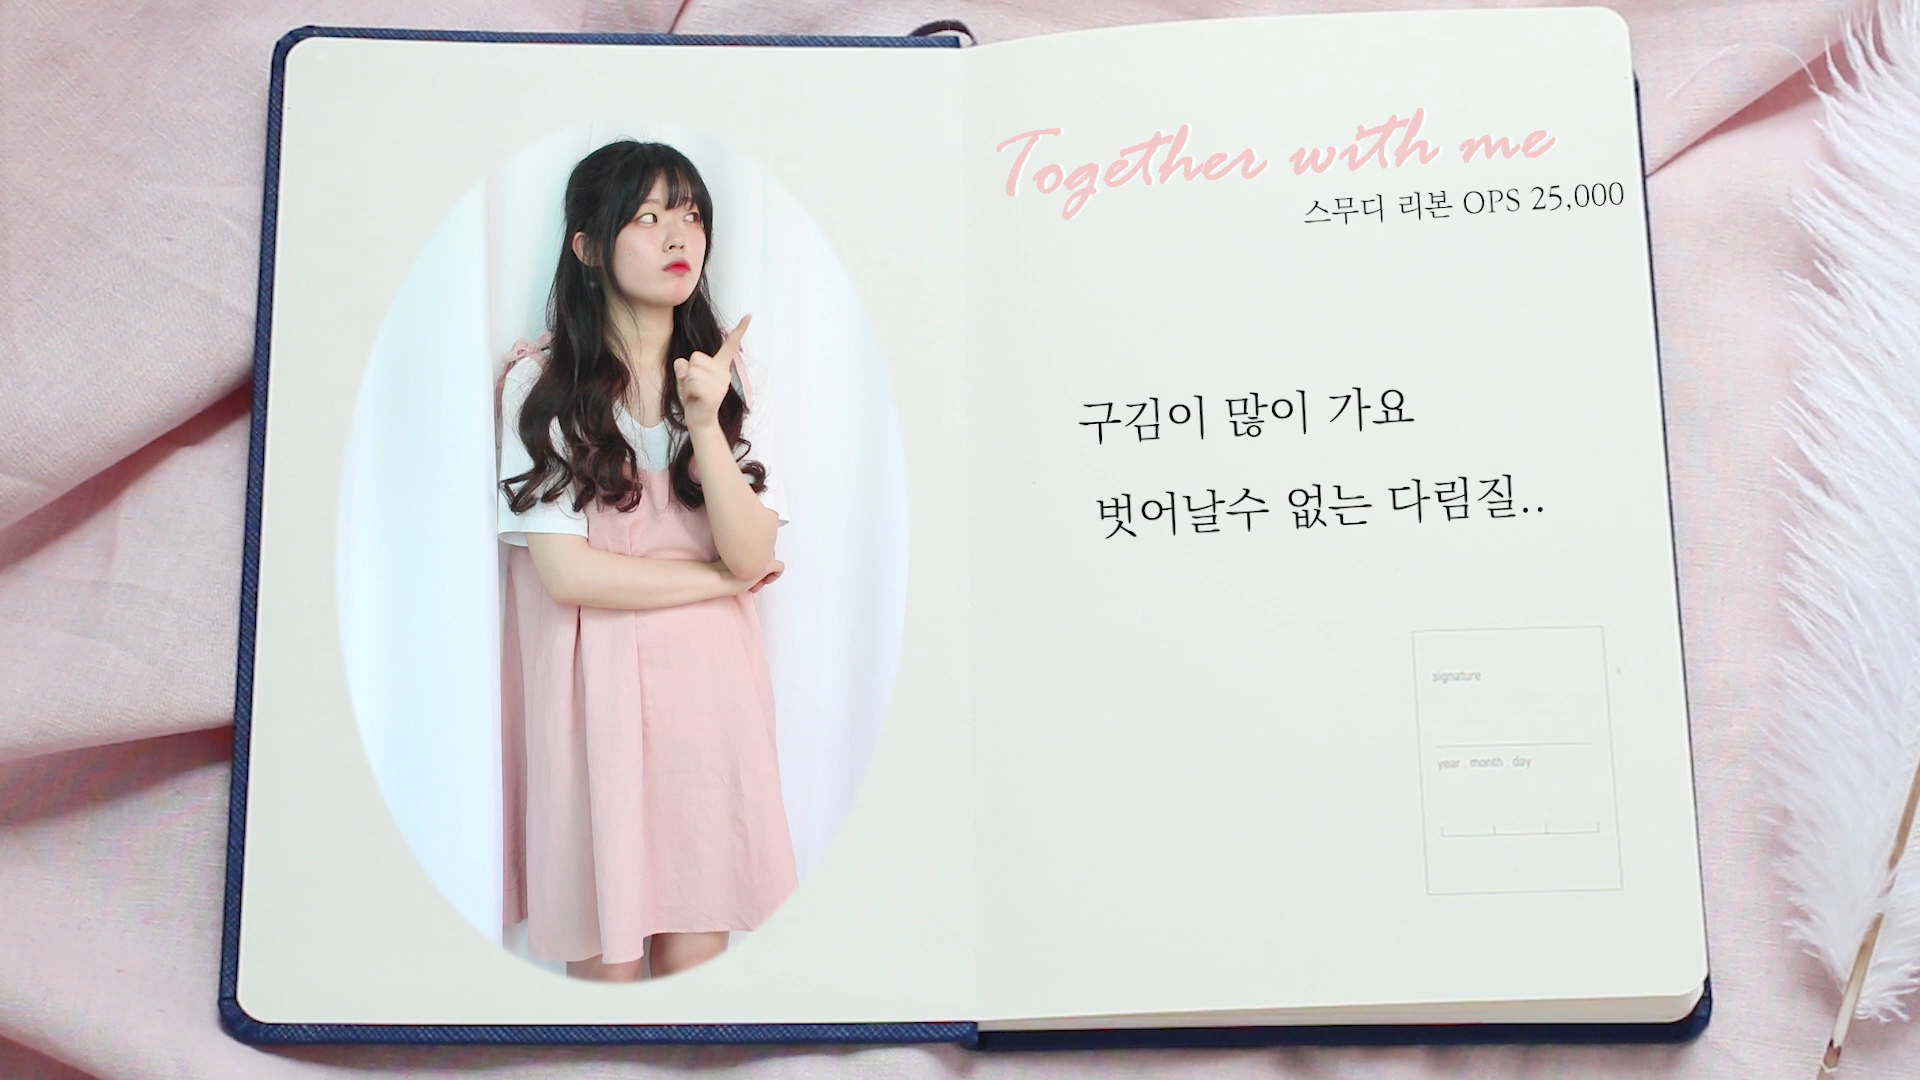 Together with me
스무디 리본 OPS 25,000
구김이 많이 가요
벗어날수 없는 다림질..
signature
year . month . day